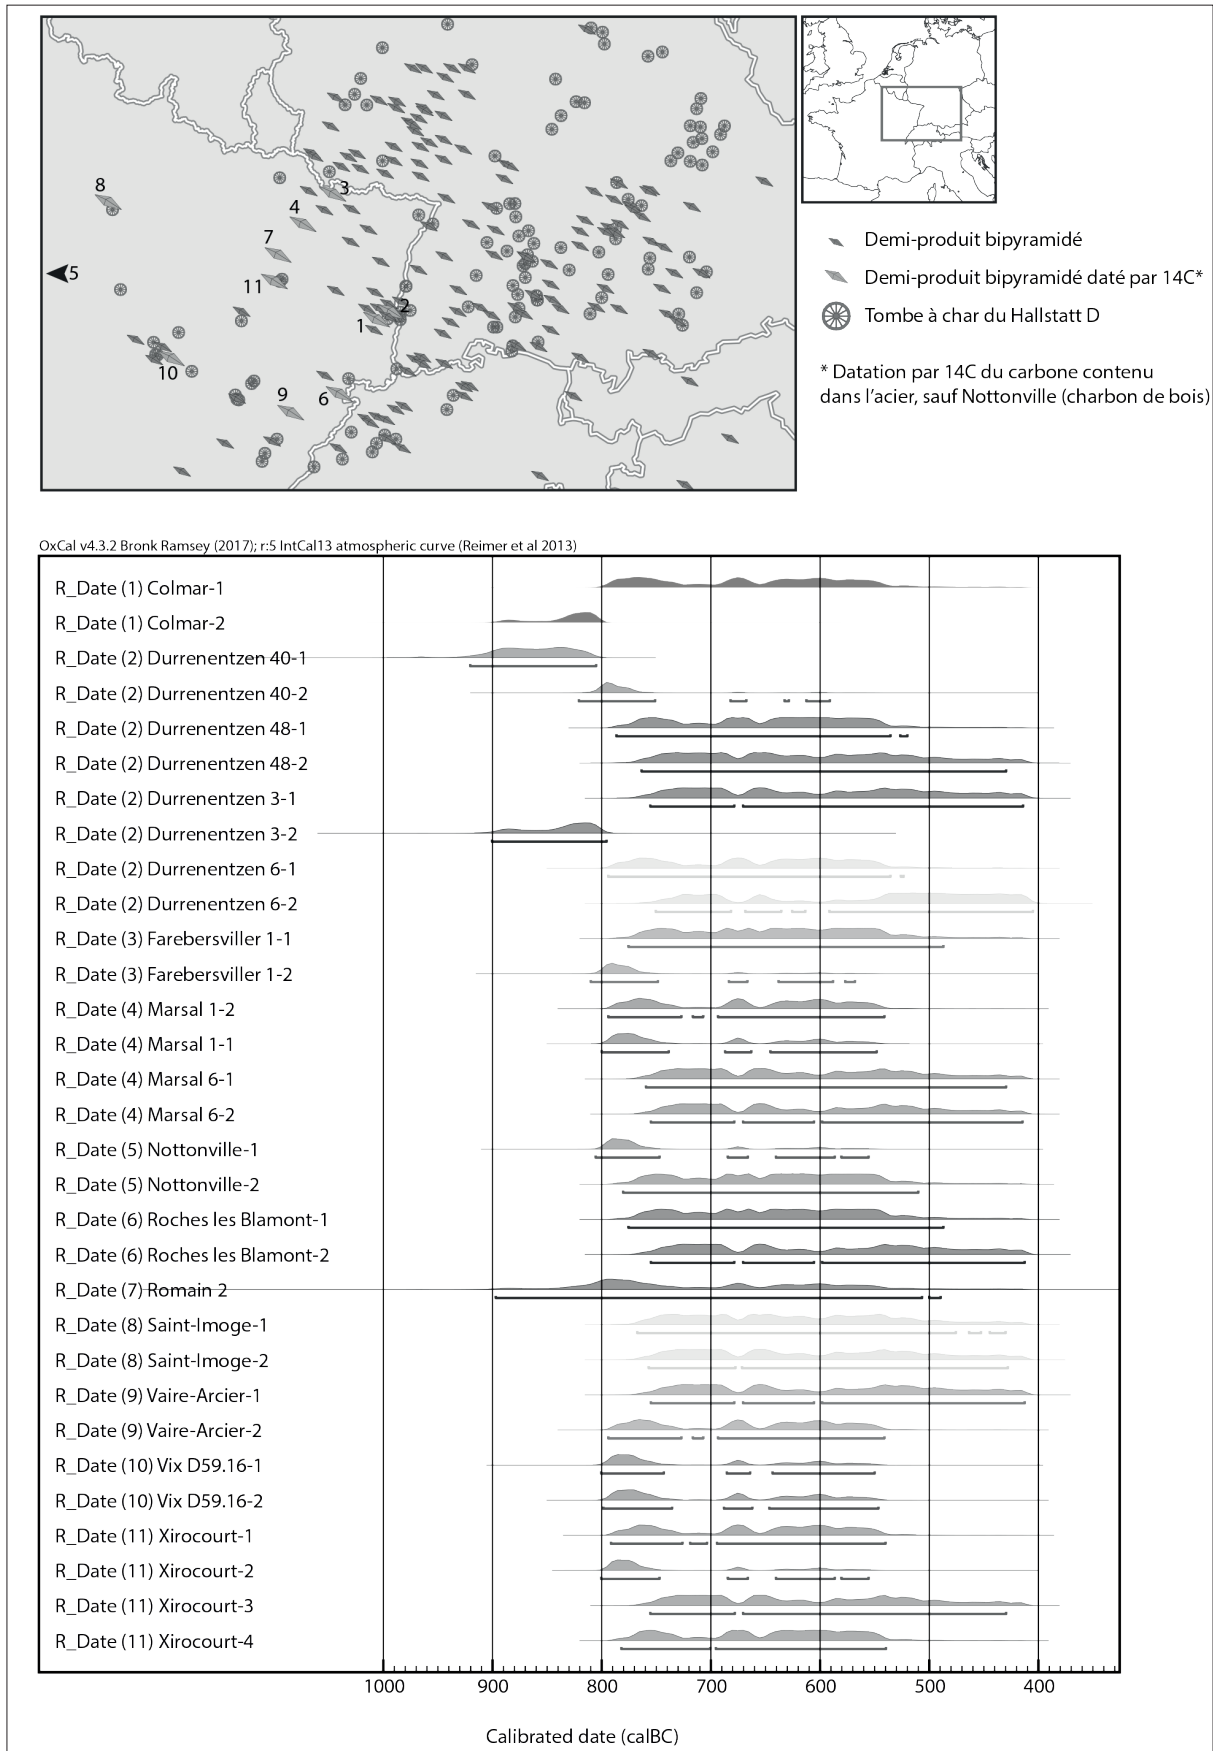 8
3
4
7
5
11
2
1
10
9
6
Demi-produit bipyramidé
Demi-produit bipyramidé daté par 14C*
Tombe à char du Hallstatt D
* Datation par 14C du carbone contenu
dans l'acier, sauf Nottonville (charbon de bois)
OxCal v4.3.2 Bronk Ramsey (2017); r:5 IntCal13 atmospheric curve (Reimer et al 2013)
R_Date (1) Colmar-1
R_Date (1) Colmar-2
R_Date (2) Durrenentzen 40-1
R_Date (2) Durrenentzen 40-2
R_Date (2) Durrenentzen 48-1
R_Date (2) Durrenentzen 48-2
R_Date (2) Durrenentzen 3-1
R_Date (2) Durrenentzen 3-2
R_Date (2) Durrenentzen 6-1
R_Date (2) Durrenentzen 6-2
R_Date (3) Farebersviller 1-1
R_Date (3) Farebersviller 1-2
R_Date (4) Marsal 1-2
R_Date (4) Marsal 1-1
R_Date (4) Marsal 6-1
R_Date (4) Marsal 6-2
R_Date (5) Nottonville-1
R_Date (5) Nottonville-2
R_Date (6) Roches les Blamont-1
R_Date (6) Roches les Blamont-2
R_Date (7) Romain 2
R_Date (8) Saint-Imoge-1
R_Date (8) Saint-Imoge-2
R_Date (9) Vaire-Arcier-1
R_Date (9) Vaire-Arcier-2
R_Date (10) Vix D59.16-1
R_Date (10) Vix D59.16-2
R_Date (11) Xirocourt-1
R_Date (11) Xirocourt-2
R_Date (11) Xirocourt-3
R_Date (11) Xirocourt-4
1000 900 800 700 600 500 400
Calibrated date (calBC)